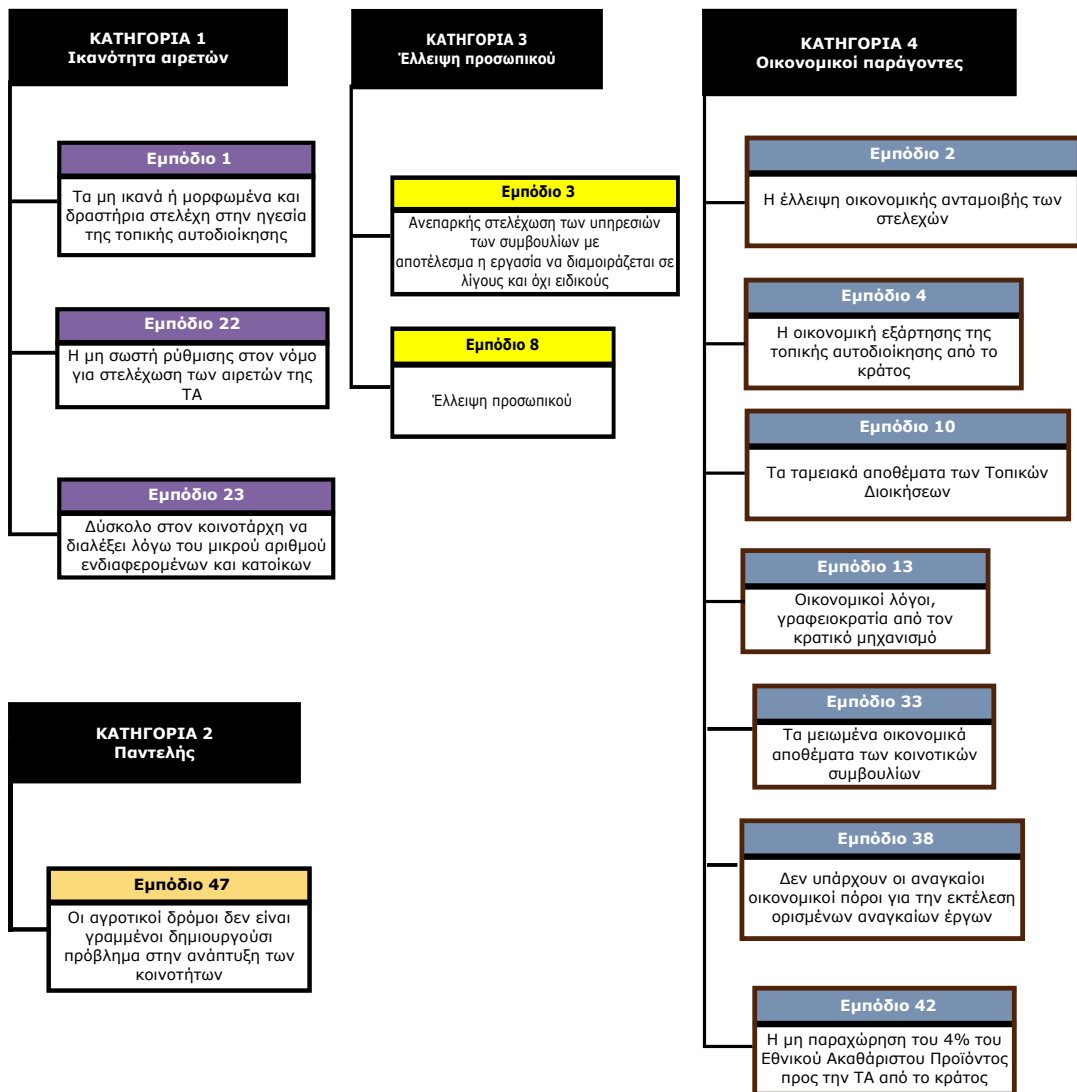 ΚΑΤΗΓΟΡΙΑ 1
Ικανότητα αιρετών
Εμπόδιο 1
Τα μη ικανά ή μορφωμένα και
δραστήρια στελέχη στην ηγεσία
της τοπικής αυτοδιοίκησης
Εμπόδιο 22
Η μη σωστή ρύθμισης στον νόμο
για στελέχωση των αιρετών της
ΤΑ
Εμπόδιο 23
Δύσκολο στον κοινοτάρχη να
διαλέξει λόγω του μικρού αριθμού
ενδιαφερομένων και κατοίκων
ΚΑΤΗΓΟΡΙΑ 2
Παντελής
Εμπόδιο 47
Οι αγροτικοί δρόμοι δεν είναι
γραμμένοι δημιουργούσι
πρόβλημα στην ανάπτυξη των
κοινοτήτων
ΚΑΤΗΓΟΡΙΑ 3
Έλλειψη προσωπικού
Εμπόδιο 3
Ανεπαρκής στελέχωση των υπηρεσιών
των συμβουλίων με
αποτέλεσμα η εργασία να διαμοιράζεται σε
λίγους και όχι ειδικούς
Εμπόδιο 8
Έλλειψη προσωπικού
ΚΑΤΗΓΟΡΙΑ 4
Οικονομικοί παράγοντες
Εμπόδιο 2
Η έλλειψη οικονομικής ανταμοιβής των
στελεχών
Εμπόδιο 4
Η οικονομική εξάρτησης της
τοπικής αυτοδιοίκησης από το
κράτος
Εμπόδιο 10
Τα ταμειακά αποθέματα των Τοπικών
Διοικήσεων
Εμπόδιο 13
Οικονομικοί λόγοι,
γραφειοκρατία από τον
κρατικό μηχανισμό
Εμπόδιο 33
Τα μειωμένα οικονομικά
αποθέματα των κοινοτικών
συμβουλίων
Εμπόδιο 38
Δεν υπάρχουν οι αναγκαίοι
οικονομικοί πόροι για την εκτέλεση
ορισμένων αναγκαίων έργων
Εμπόδιο 42
Η μη παραχώρηση του 4% του
Εθνικού Ακαθάριστου Προϊόντος
προς την ΤΑ από το κράτος